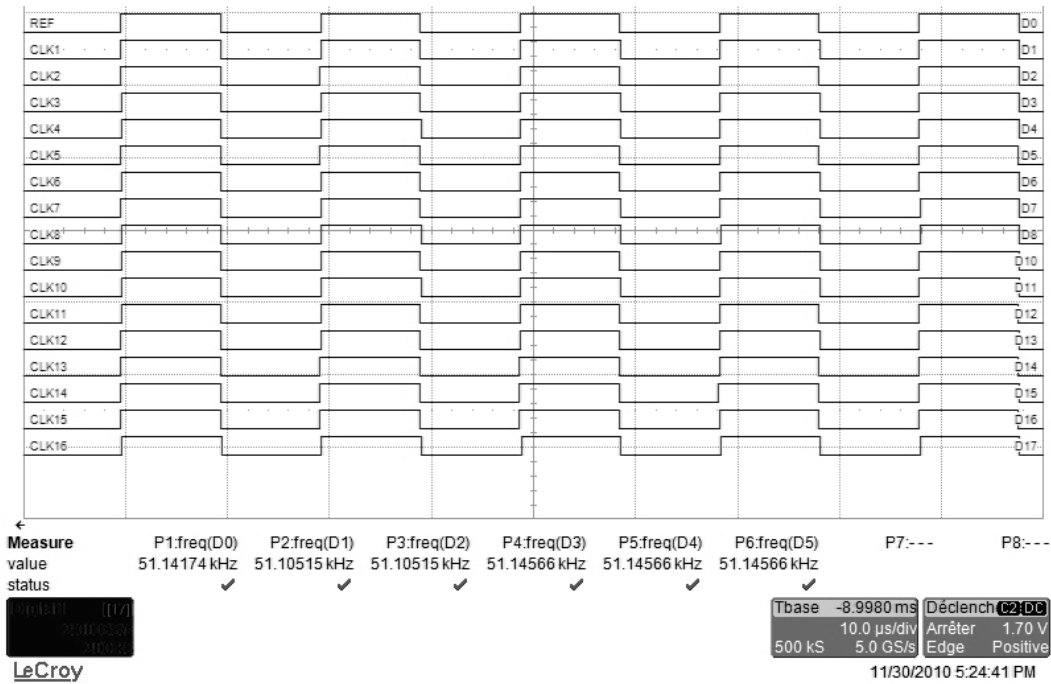 REF D0
CLK1 D1
CLK2 D2
CLK3 D3
CLK4 D4
CLK5 D5
CLK6 D6
CLK7 D7
CLK8 D8
CLK9 D10
CLK10 D11
CLK11 D12
CLK12 D13
CLK13 D14
CLK14 D15
CLK15 D16
CLK16 D17
Measure P1:freq(D0) P2:freq(D1) P3:freq(D2) P4:freq(D3) P5:freq(D4) P6:freq(D5) P7:--- P8:---
value 51.14174 kHz 51.10515 kHz 51.10515 kHz 51.14566 kHz 51.14566 kHz 51.14566 kHz
status
Tbase -8.9980 ms
10.0 µs/div
500 kS 5.0 GS/s
Déclench C2 DC
Arrêter 1.70 V
Edge Positive
LeCroy
11/30/2010 5:24:41 PM